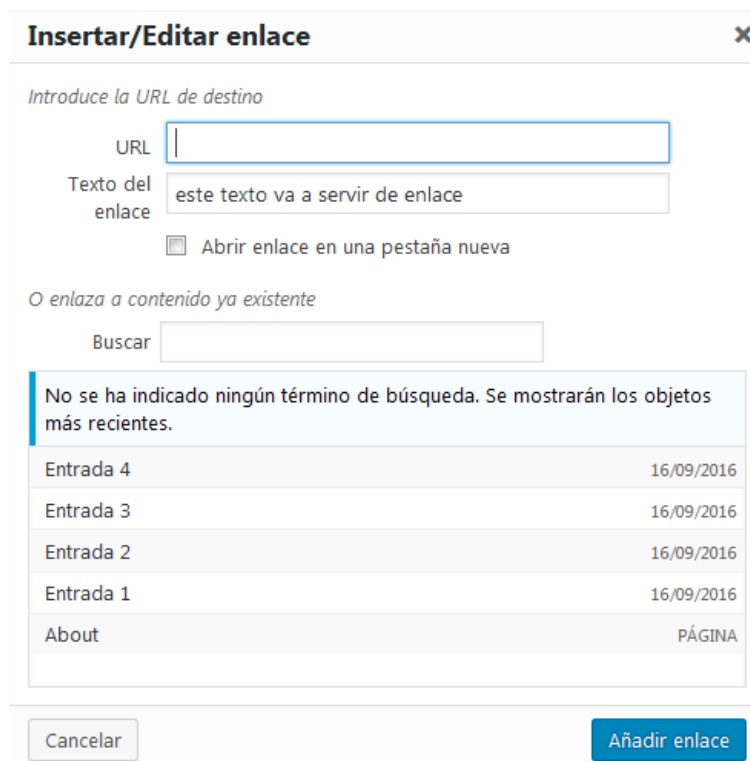 Insertar/Editar enlace
Introduce la URL de destino
URL
Texto del
enlace
este texto va a servir de enlace
Abrir enlace en una pestaña nueva
O enlaza a contenido ya existente
Buscar
No se ha indicado ningún término de búsqueda. Se mostrarán los objetos
más recientes.
Entrada 4 16/09/2016
Entrada 3 16/09/2016
Entrada 2 16/09/2016
Entrada 1 16/09/2016
About PÁGINA
Cancelar Añadir enlace